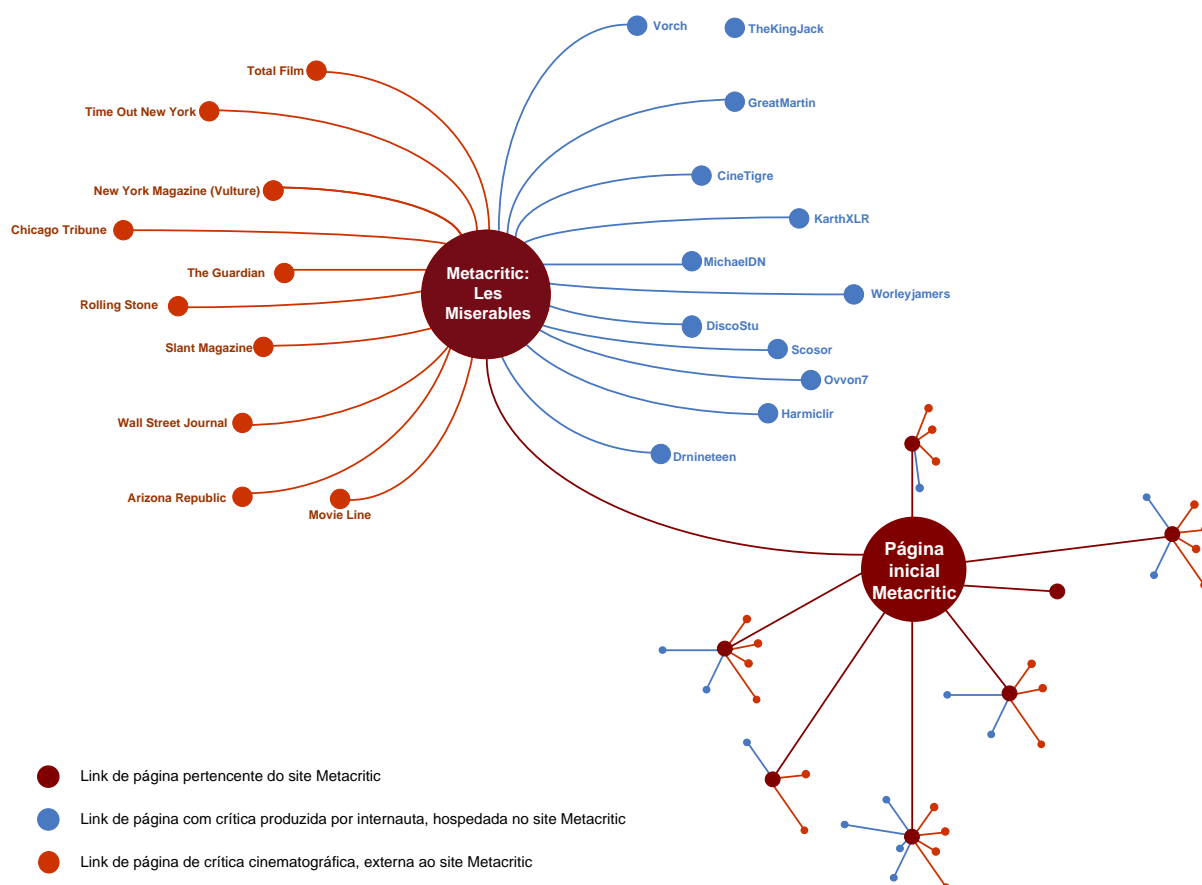 Vorch
TheKingJack
Total Film
GreatMartin
Time Out New York
CineTigre
New York Magazine (Vulture)
KarthXLR
Chicago Tribune
MichaelDN
The Guardian
Metacritic:
Les
Miserables
Worleyjamers
Rolling Stone
DiscoStu
Slant Magazine
Scosor
Ovvon7
Wall Street Journal
Harmiclir
Drnineteen
Arizona Republic
Movie Line
Página
inicial
Metacritic
Link de página pertencente do site Metacritic
Link de página com crítica produzida por internauta, hospedada no site Metacritic
Link de página de crítica cinematográfica, externa ao site Metacritic